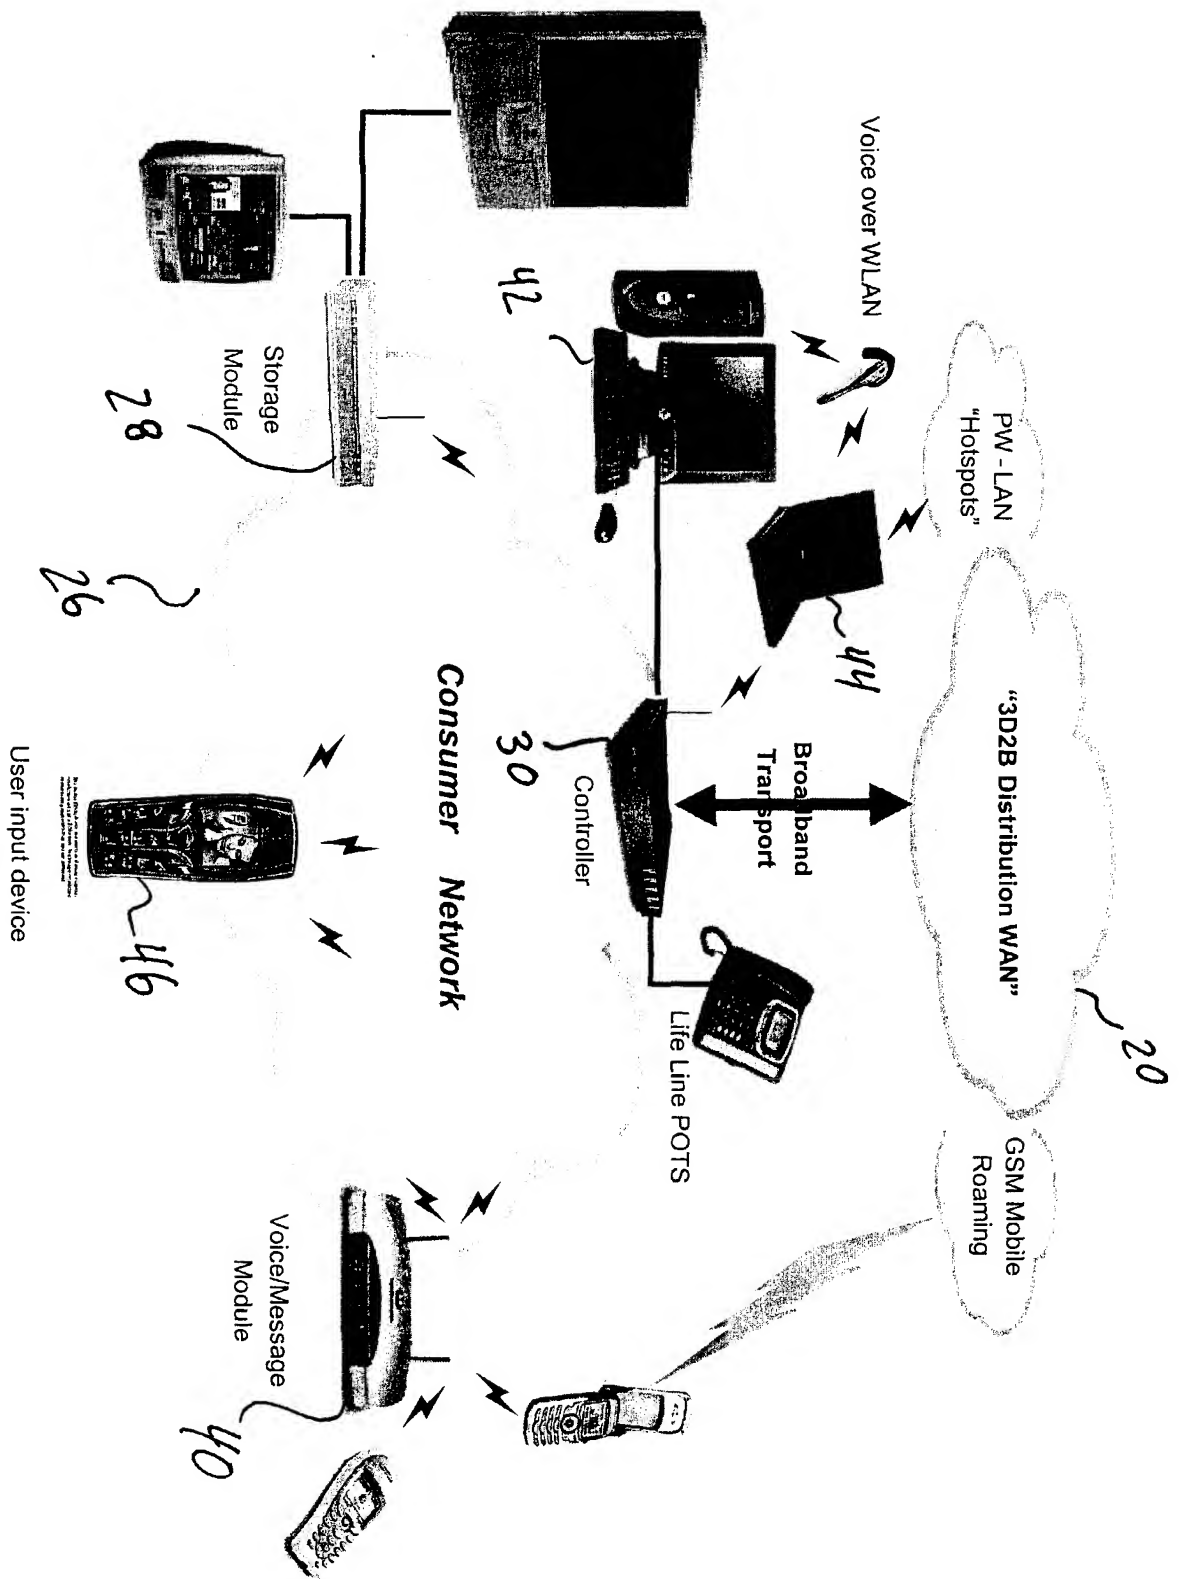 "3D2B Distribution WAN"
20
PW - LAN
"Hotspots"
GSM Mobile
Roaming
Voice over WLAN
44
Broadband
Transport
Life Line POTS
Controller
30
42
Consumer Network
Storage
Module
28
26
Voice/Message
Module
40
46
User input device